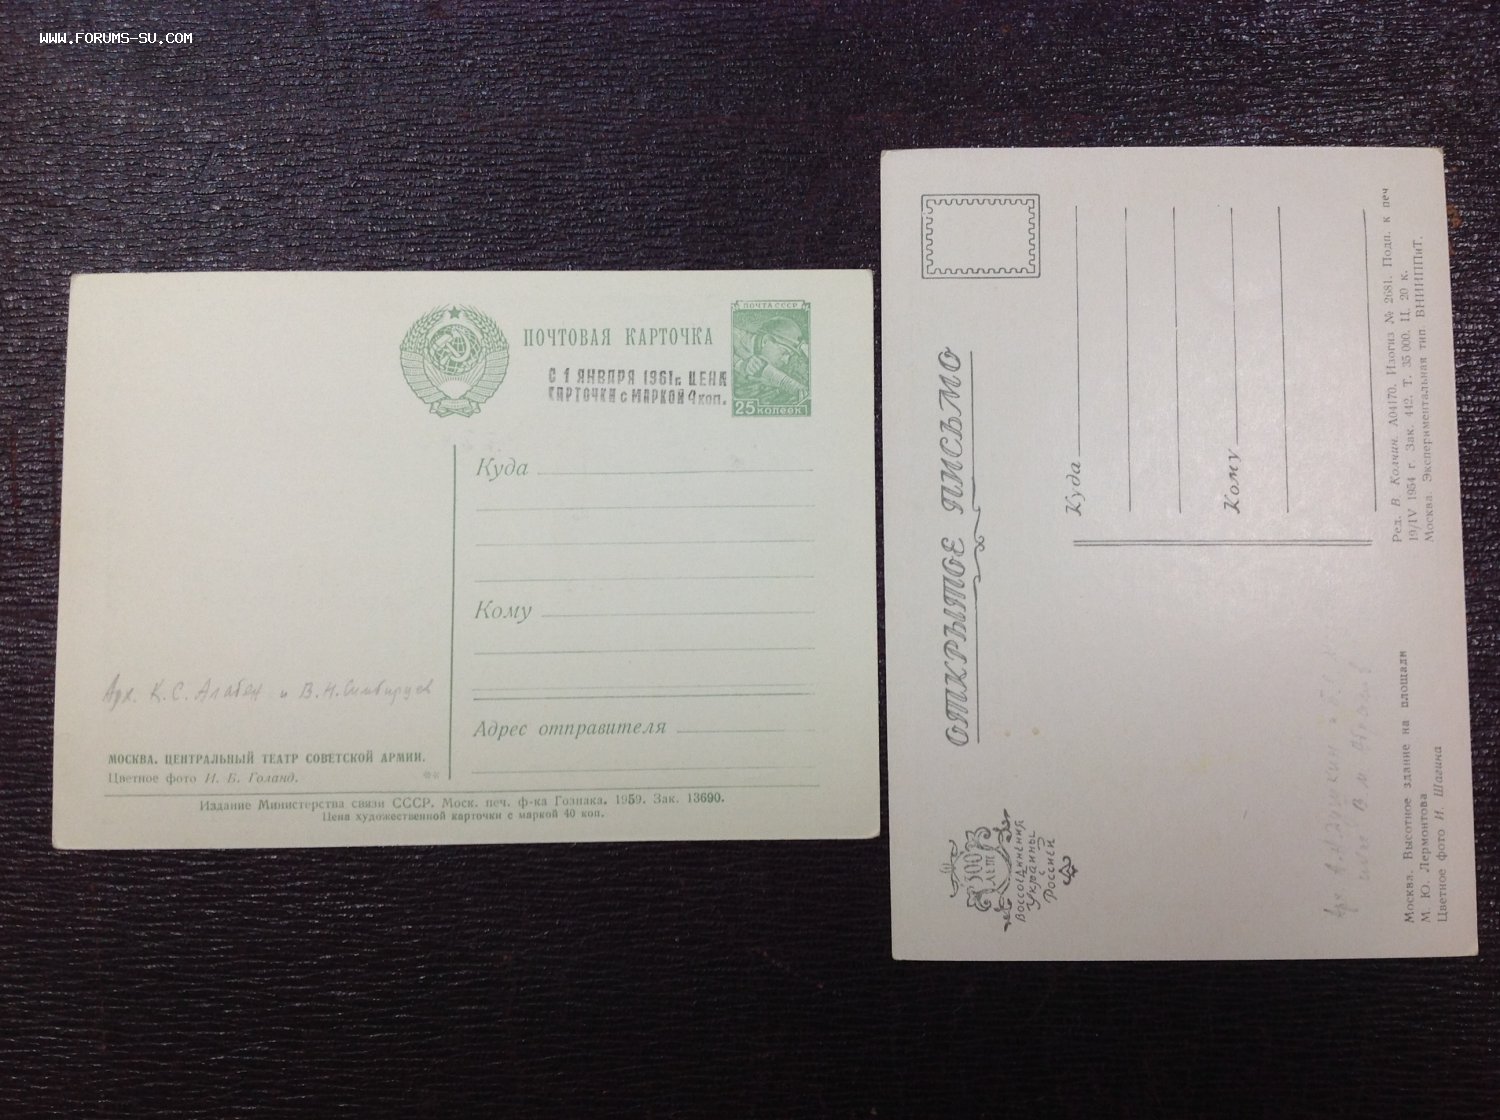 WWW.FORUMS-SU.COM
ПОЧТОВАЯ КАРТОЧКА
С 1 ЯНВАРЯ 1961 г. ЦЕНА
КАРТОЧКИ с МАРКОЙ коп.
ПОЧТА СССР
25 КОПЕЕК
Куда
Кому
Адрес отправителя
Арх. К. С. Алабян и В. Н. Симбирцев
МОСКВА. ЦЕНТРАЛЬНЫЙ ТЕАТР СОВЕТСКОЙ АРМИИ.
Цветное фото И. Б. Голанд.
Издание Министерства связи СССР. Моск. печ. ф-ка Гознака. 1959. Зак. 13690.
Цена художественной карточки с маркой 40 коп.
ОТКРЫТОЕ ПИСЬМО
Куда
Кому
300
ЛЕТ
Воссоединения
Украины
с
Россией
Ред. В. Колчин. А04170. Изогиз № 2681. Подп. к печ
19/IV 1954 г. Зак. 442. Т. 35 000. Ц. 20 к.
Москва. Экспериментальная тип. ВНИИППиТ.
Арх
Москва. Высотное здание на площади
М. Ю. Лермонтова
Цветное фото И. Шагина